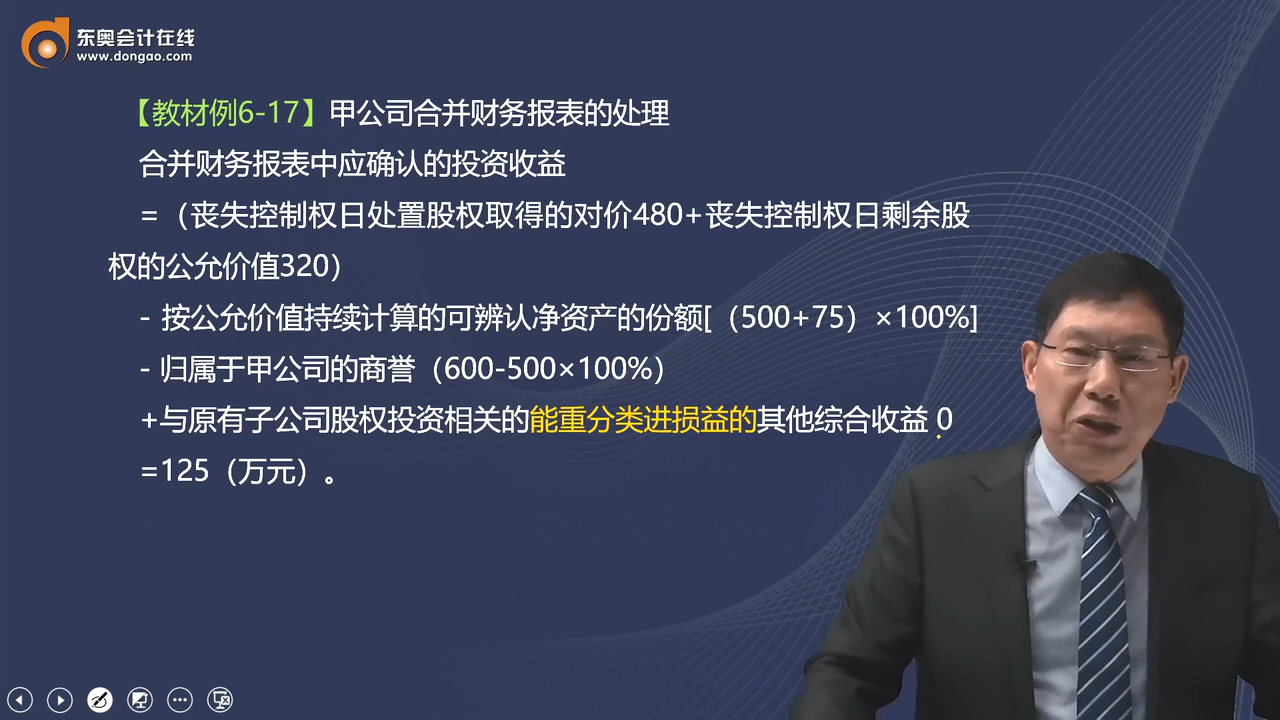 东奥会计在线
www.dongao.com
【教材例6-17】甲公司合并财务报表的处理
合并财务报表中应确认的投资收益
=（丧失控制权日处置股权取得的对价480+丧失控制权日剩余股
权的公允价值320）
- 按公允价值持续计算的可辨认净资产的份额[（500+75）×100%]
- 归属于甲公司的商誉（600-500×100%）
+与原有子公司股权投资相关的能重分类进损益的其他综合收益 0
=125（万元）。